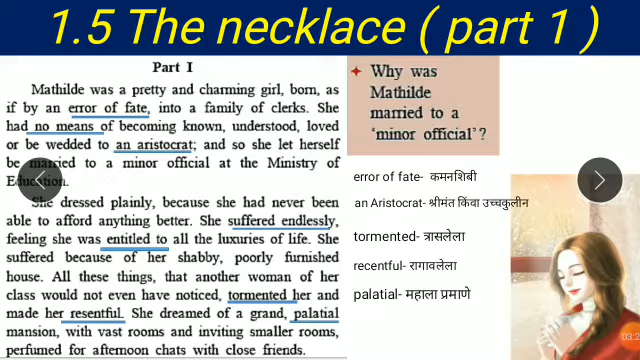 1.5 The necklace ( part 1 )
Part I
Mathilde was a pretty and charming girl, born, as
if by an error of fate, into a family of clerks. She
had no means of becoming known, understood, loved
or be wedded to an aristocrat; and so she let herself
be married to a minor official at the Ministry of
Education.
She dressed plainly, because she had never been
able to afford anything better. She suffered endlessly,
feeling she was entitled to all the luxuries of life. She
suffered because of her shabby, poorly furnished
house. All these things, that another woman of her
class would not even have noticed, tormented her and
made her resentful. She dreamed of a grand, palatial
mansion, with vast rooms and inviting smaller rooms,
perfumed for afternoon chats with close friends.
Why was
Mathilde
married to a
‘minor official’?
error of fate- कमनशिबी
an Aristocrat- श्रीमंत किंवा उच्चकुलीन
tormented- त्रासलेला
recentful- रागावलेला
palatial- महाला प्रमाणे